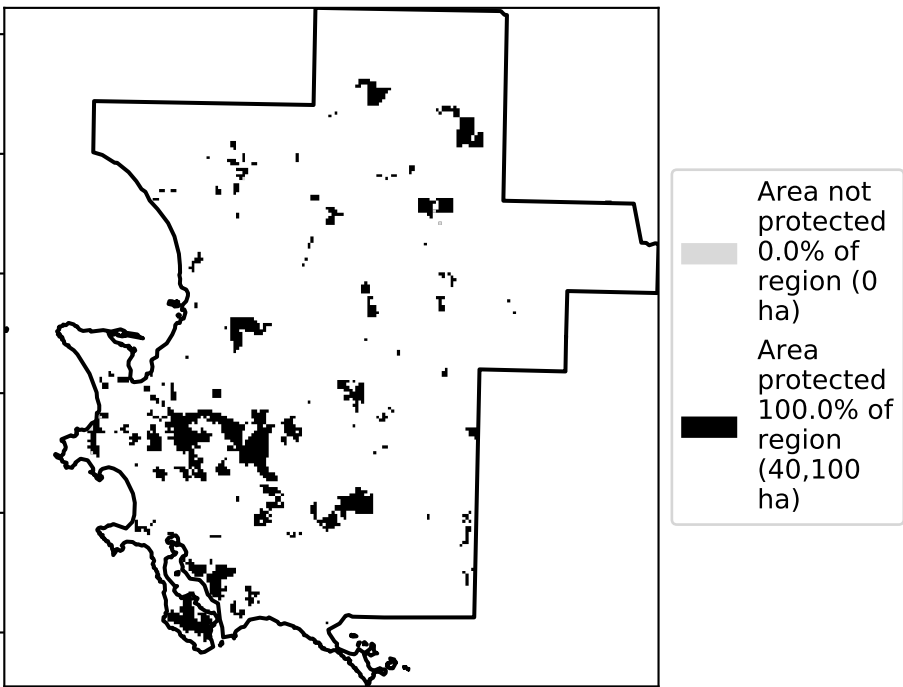 Area not
protected
0.0% of
region (0
ha)
Area
protected
100.0% of
region
(40,100
ha)